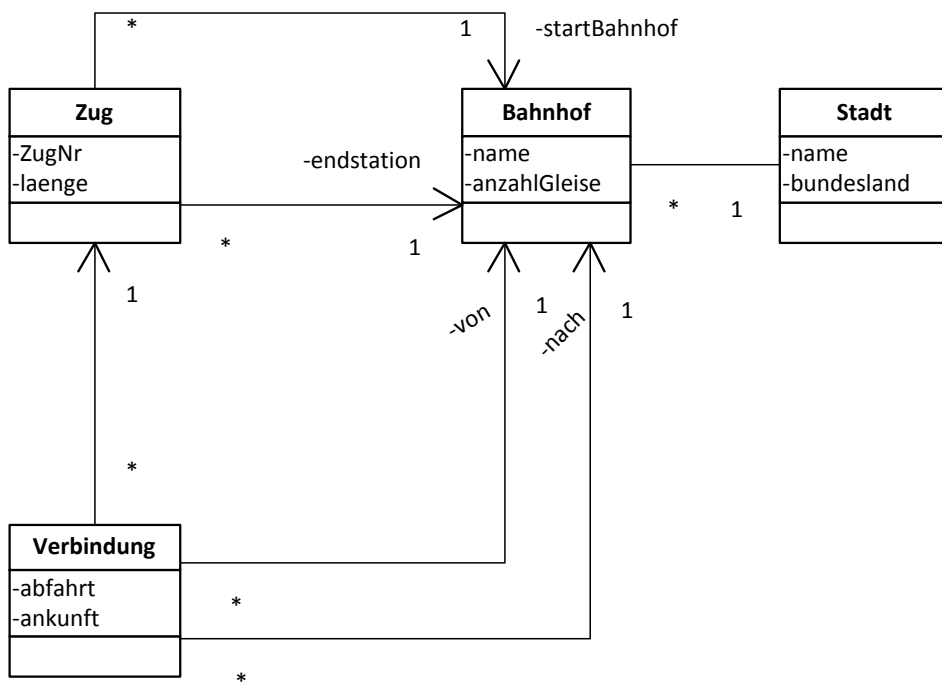 *
1
-startBahnhof
Zug
-ZugNr
-laenge
-endstation
*
1
Bahnhof
-name
-anzahlGleise
*
1
Stadt
-name
-bundesland
1
-von
1
-nach
1
*
Verbindung
-abfahrt
-ankunft
*
*